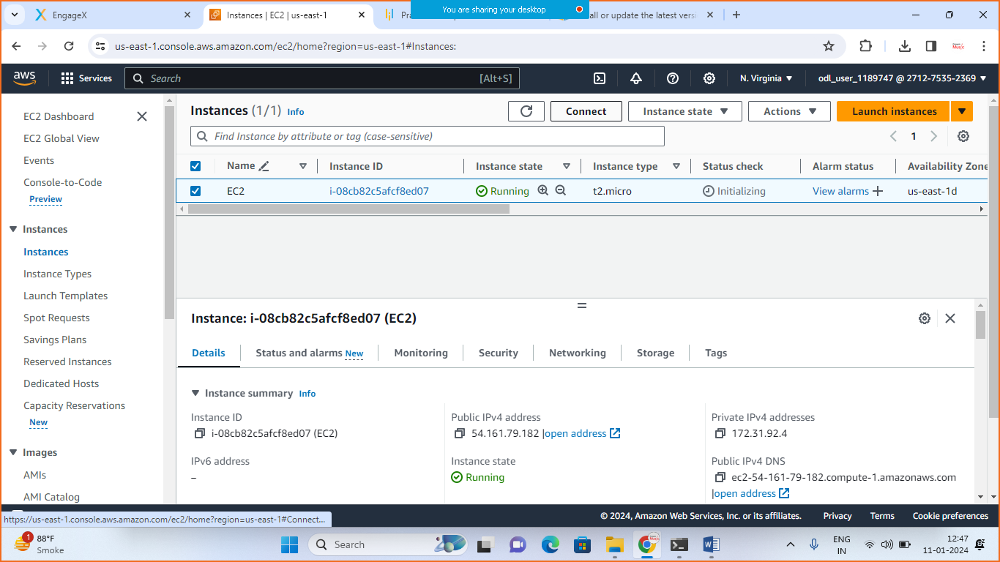 EngageX
Instances | EC2 | us-east-1
Pra
You are sharing your desktop
all or update the latest versi
us-east-1.console.aws.amazon.com/ec2/home?region=us-east-1#Instances:
aws
Services
Search
[Alt+S]
N. Virginia
odl_user_1189747 @ 2712-7535-2369
EC2 Dashboard
EC2 Global View
Events
Console-to-Code
Preview
Instances
Instances
Instance Types
Launch Templates
Spot Requests
Savings Plans
Reserved Instances
Dedicated Hosts
Capacity Reservations
New
Images
AMIs
AMI Catalog
Instances (1/1) Info
Connect
Instance state
Actions
Launch instances
Find Instance by attribute or tag (case-sensitive)
1
Name
Instance ID
Instance state
Instance type
Status check
Alarm status
Availability Zone
EC2
i-08cb82c5afcf8ed07
Running
t2.micro
Initializing
View alarms
us-east-1d
Instance: i-08cb82c5afcf8ed07 (EC2)
Details
Status and alarms New
Monitoring
Security
Networking
Storage
Tags
Instance summary Info
Instance ID
i-08cb82c5afcf8ed07 (EC2)
Public IPv4 address
54.161.79.182 |open address
Private IPv4 addresses
172.31.92.4
IPv6 address
–
Instance state
Running
Public IPv4 DNS
ec2-54-161-79-182.compute-1.amazonaws.com
|open address
https://us-east-1.console.aws.amazon.com/ec2/home?region=us-east-1#Connect...
© 2024, Amazon Web Services, Inc. or its affiliates.
Privacy
Terms
Cookie preferences
1
88°F
Smoke
Search
ENG
IN
12:47
11-01-2024